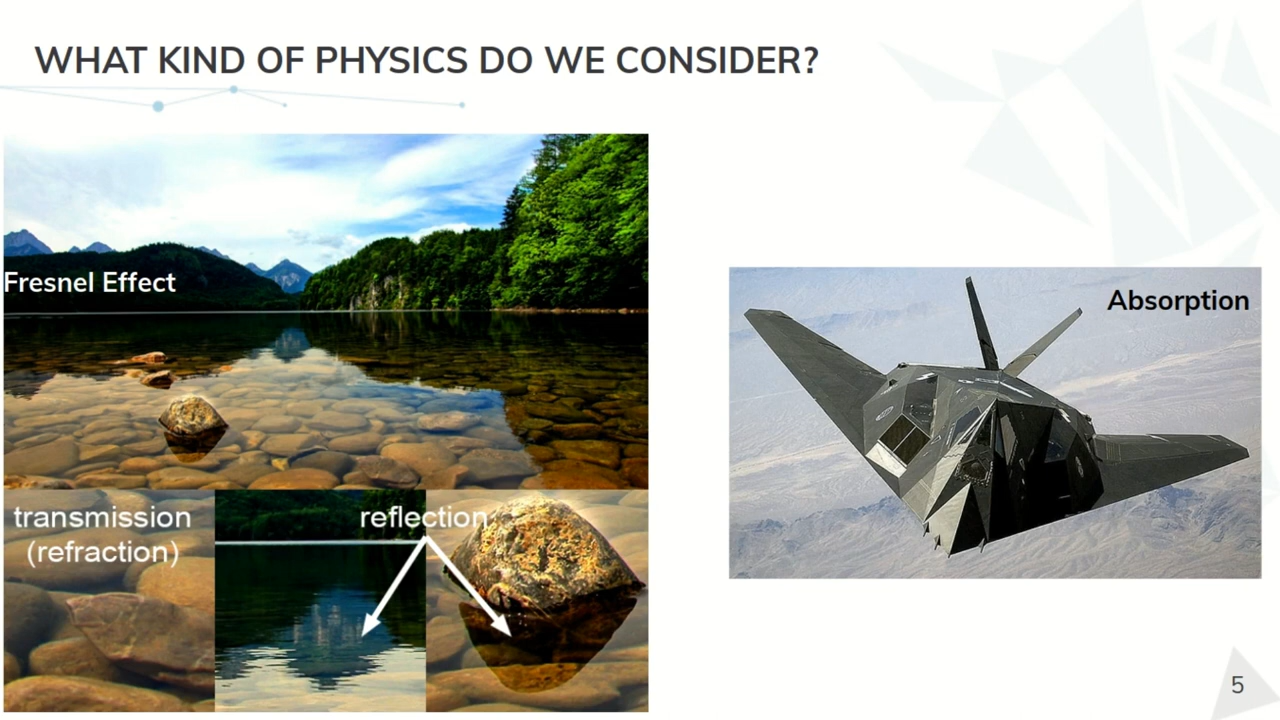 WHAT KIND OF PHYSICS DO WE CONSIDER?
Fresnel Effect
transmission
(refraction)
reflection
Absorption
5